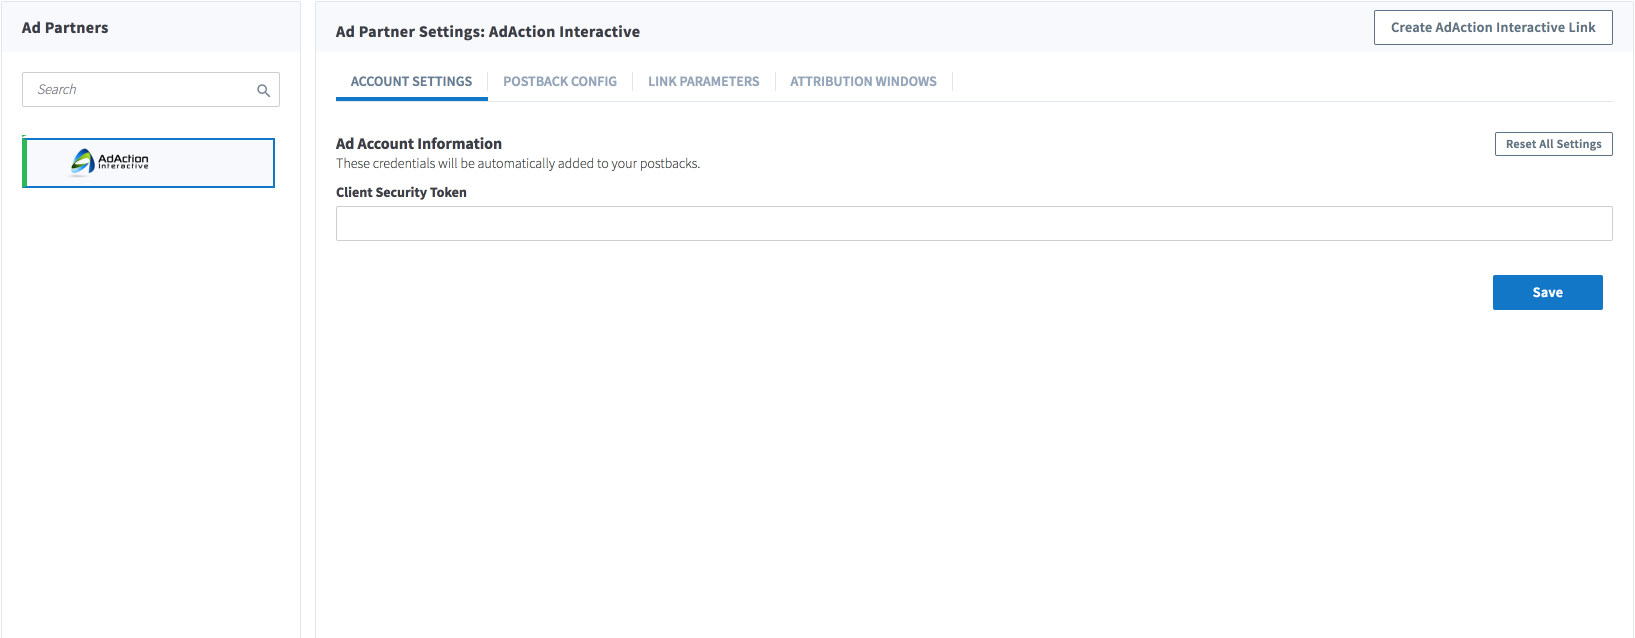 Ad Partners
Search
AdAction
Interactive
Ad Partner Settings: AdAction Interactive
Create AdAction Interactive Link
ACCOUNT SETTINGS
POSTBACK CONFIG
LINK PARAMETERS
ATTRIBUTION WINDOWS
Ad Account Information
Reset All Settings
These credentials will be automatically added to your postbacks.
Client Security Token
Save